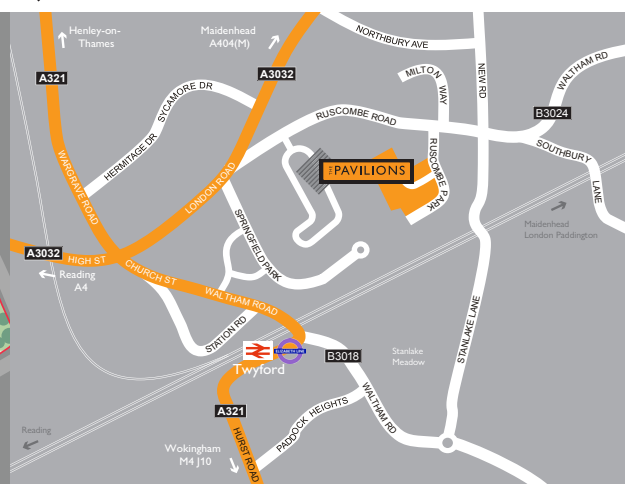 Henley-on-
Thames
Maidenhead
A404(M)
NORTHBURY AVE
A321
A3032
MILTON WAY
NEW RD
WALTHAM RD
B3024
SYCAMORE DR
HERMITAGE DR
RUSCOMBE ROAD
SOUTHBURY LANE
WARGRAVE ROAD
LONDON ROAD
THE PAVILIONS
RUSCOMBE PARK
SPRINGFIELD PARK
Maidenhead
London Paddington
A3032
HIGH ST
CHURCH ST
Reading
A4
WALTHAM ROAD
STATION RD
STANLAKE LANE
ELIZABETH LINE
B3018
Stanlake
Meadow
Twyford
A321
PADDOCK HEIGHTS
WALTHAM RD
Reading
HURST ROAD
Wokingham
M4 J10